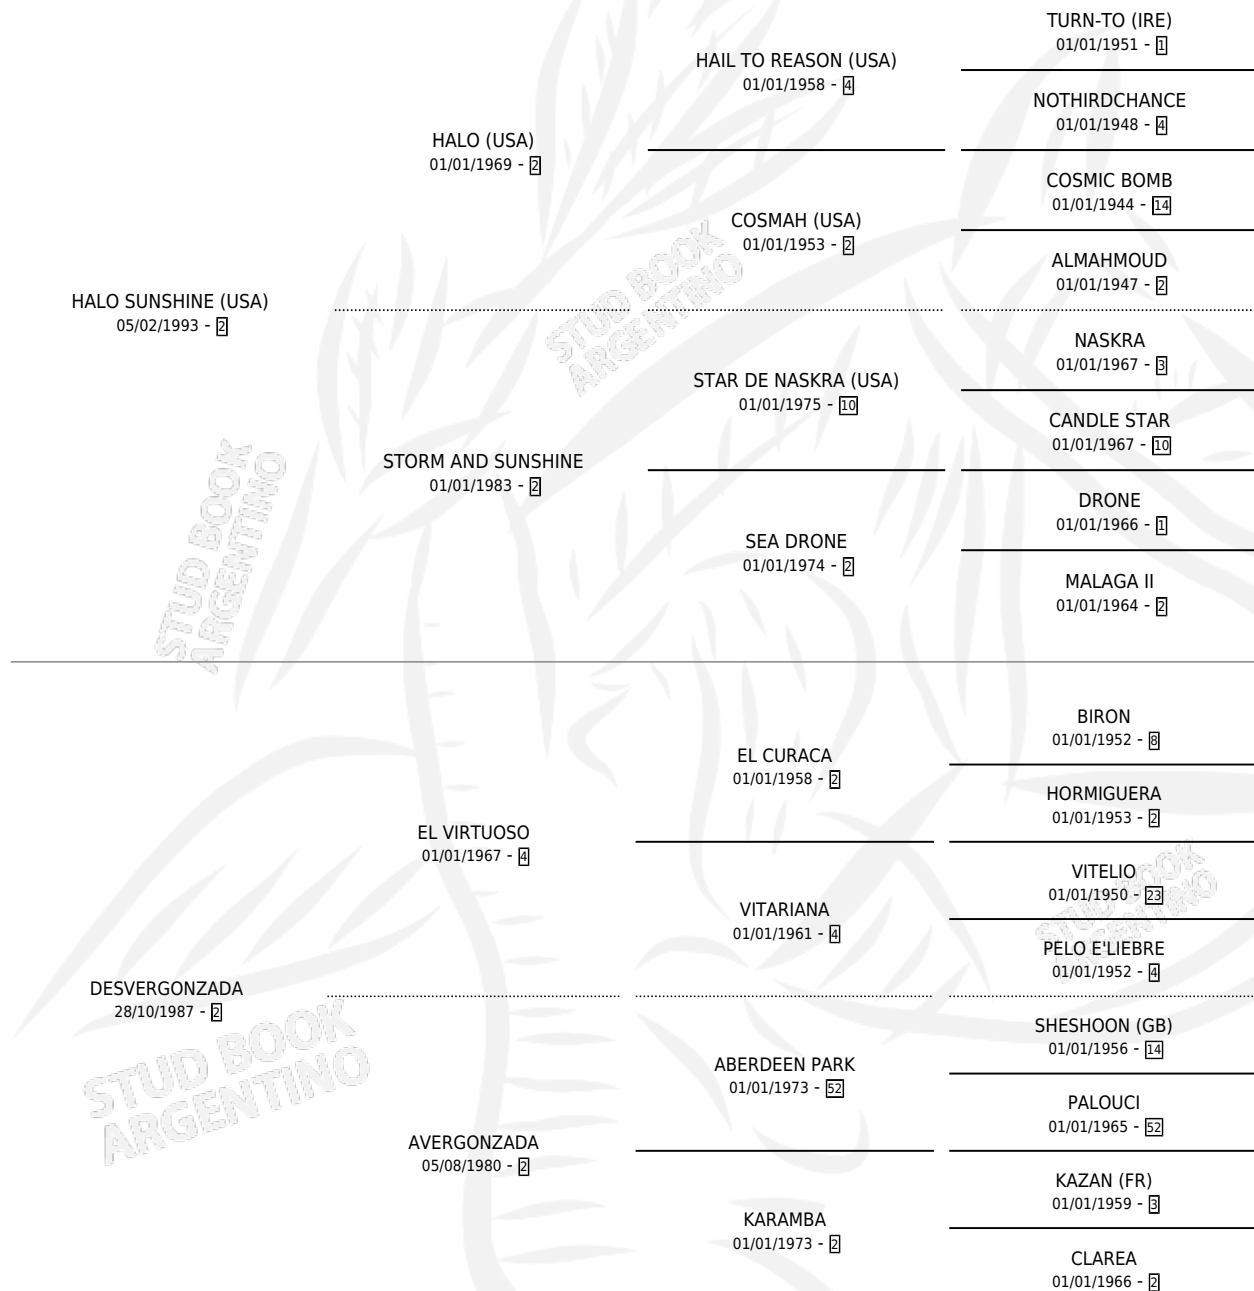 TURN-TO (IRE)
01/01/1951 - 1
HAIL TO REASON (USA)
01/01/1958 - 4
NOTHIRDCHANCE
01/01/1948 - 4
HALO (USA)
01/01/1969 - 2
COSMIC BOMB
01/01/1944 - 14
COSMAH (USA)
01/01/1953 - 2
ALMAHMOUD
01/01/1947 - 2
HALO SUNSHINE (USA)
05/02/1993 - 2
NASKRA
01/01/1967 - 3
STAR DE NASKRA (USA)
01/01/1975 - 10
CANDLE STAR
01/01/1967 - 10
STORM AND SUNSHINE
01/01/1983 - 2
DRONE
01/01/1966 - 1
SEA DRONE
01/01/1974 - 2
MALAGA II
01/01/1964 - 2
BIRON
01/01/1952 - 8
EL CURACA
01/01/1958 - 2
HORMIGUERA
01/01/1953 - 2
EL VIRTUOSO
01/01/1967 - 4
VITELIO
01/01/1950 - 23
VITARIANA
01/01/1961 - 4
PELO E'LIEBRE
01/01/1952 - 4
DESVERGONZADA
28/10/1987 - 2
SHESHOON (GB)
01/01/1956 - 14
ABERDEEN PARK
01/01/1973 - 52
PALOUCI
01/01/1965 - 52
AVERGONZADA
05/08/1980 - 2
KAZAN (FR)
01/01/1959 - 3
KARAMBA
01/01/1973 - 2
CLAREA
01/01/1966 - 2
STUD BOOK
ARGENTINO
STUD BOOK
ARGENTINO
STUD BOOK
ARGENTINO
STUD BOOK
ARGENTINO